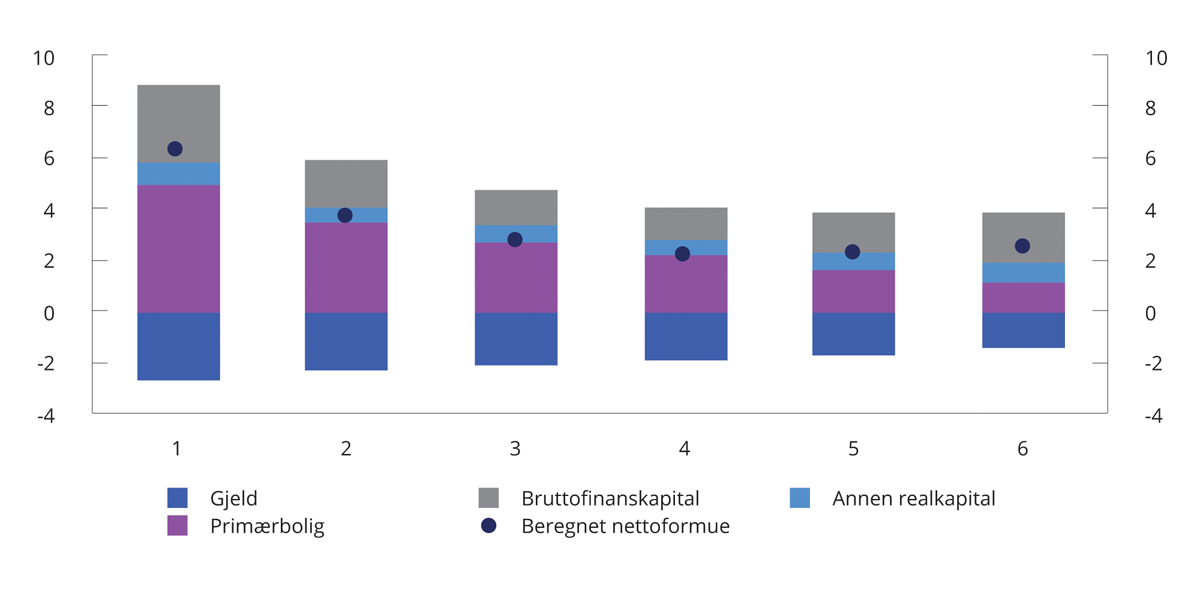 10 10
8 8
6 6
4 4
2 2
0 0
-2 -2
-4 -4
1 2 3 4 5 6
Gjeld Bruttofinanskapital Annen realkapital
Primærbolig Beregnet nettoformue